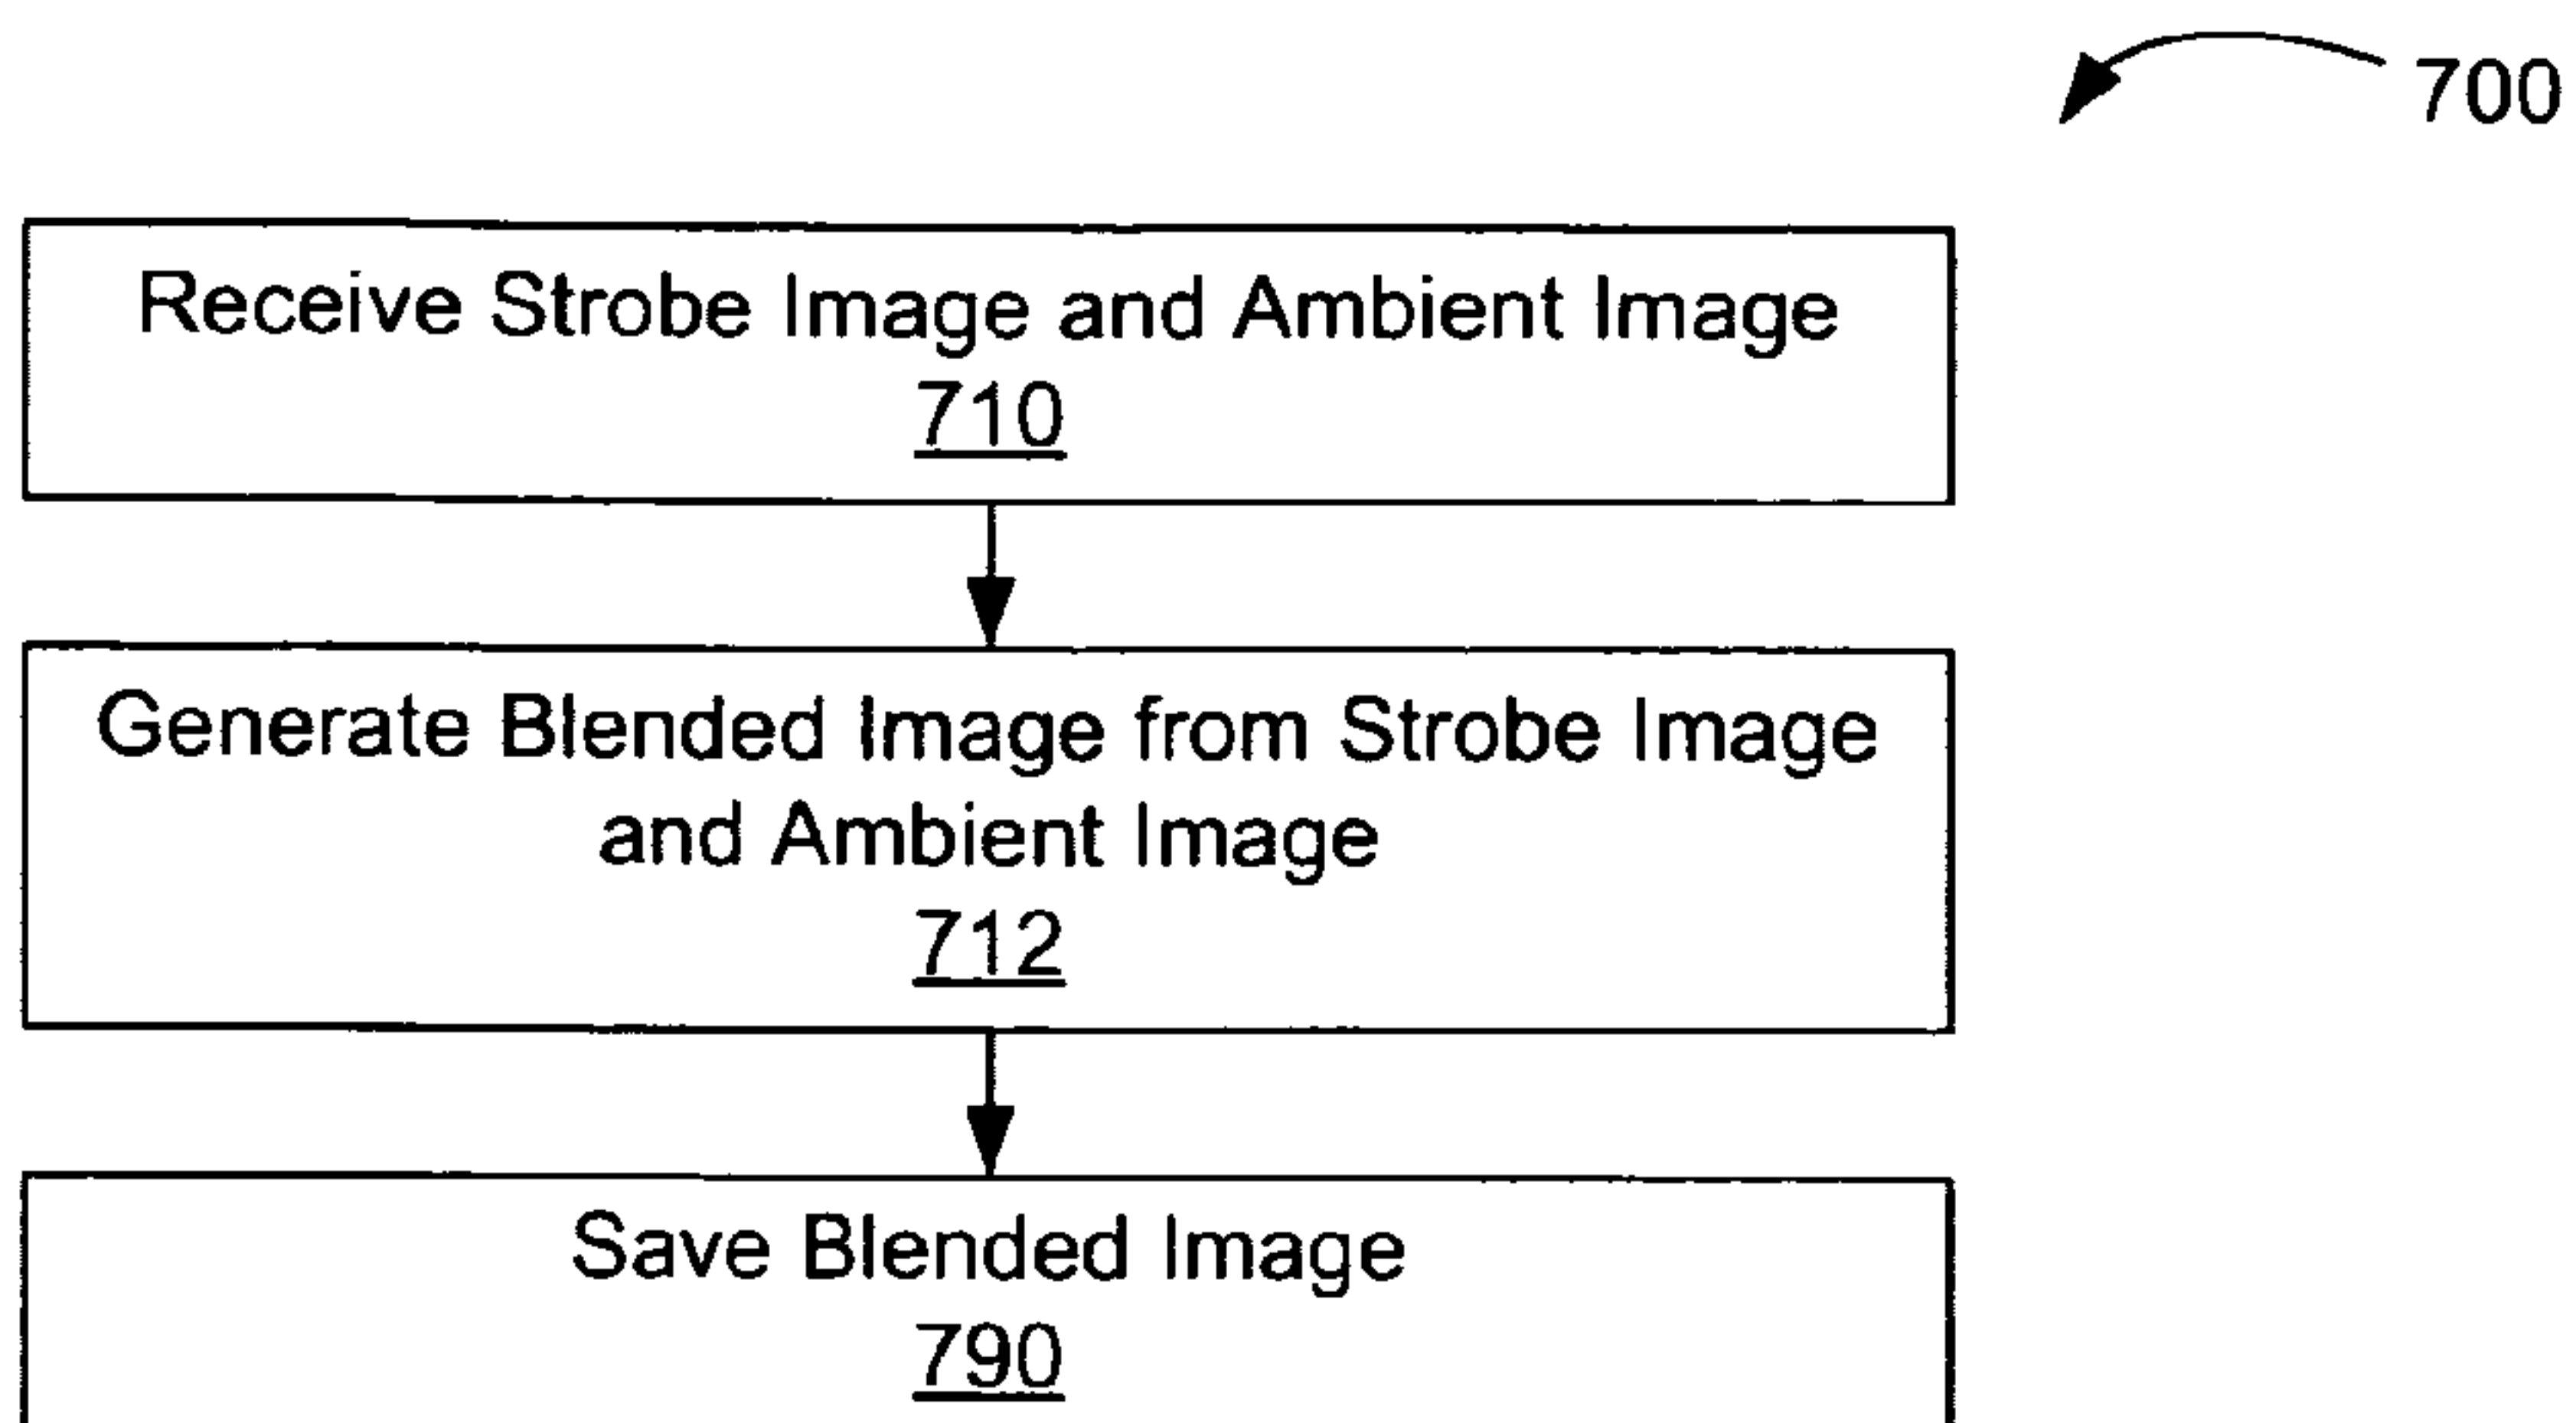 700
Receive Strobe Image and Ambient Image
710
Generate Blended Image from Strobe Image
and Ambient Image
712
Save Blended Image
790